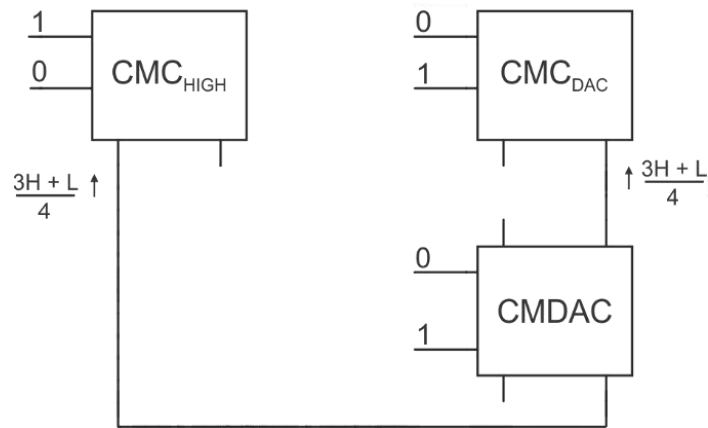 1
0
CMC_HIGH
3H + L ↑
4
0
1
CMC_DAC
↑ 3H + L
4
0
1
CMDAC